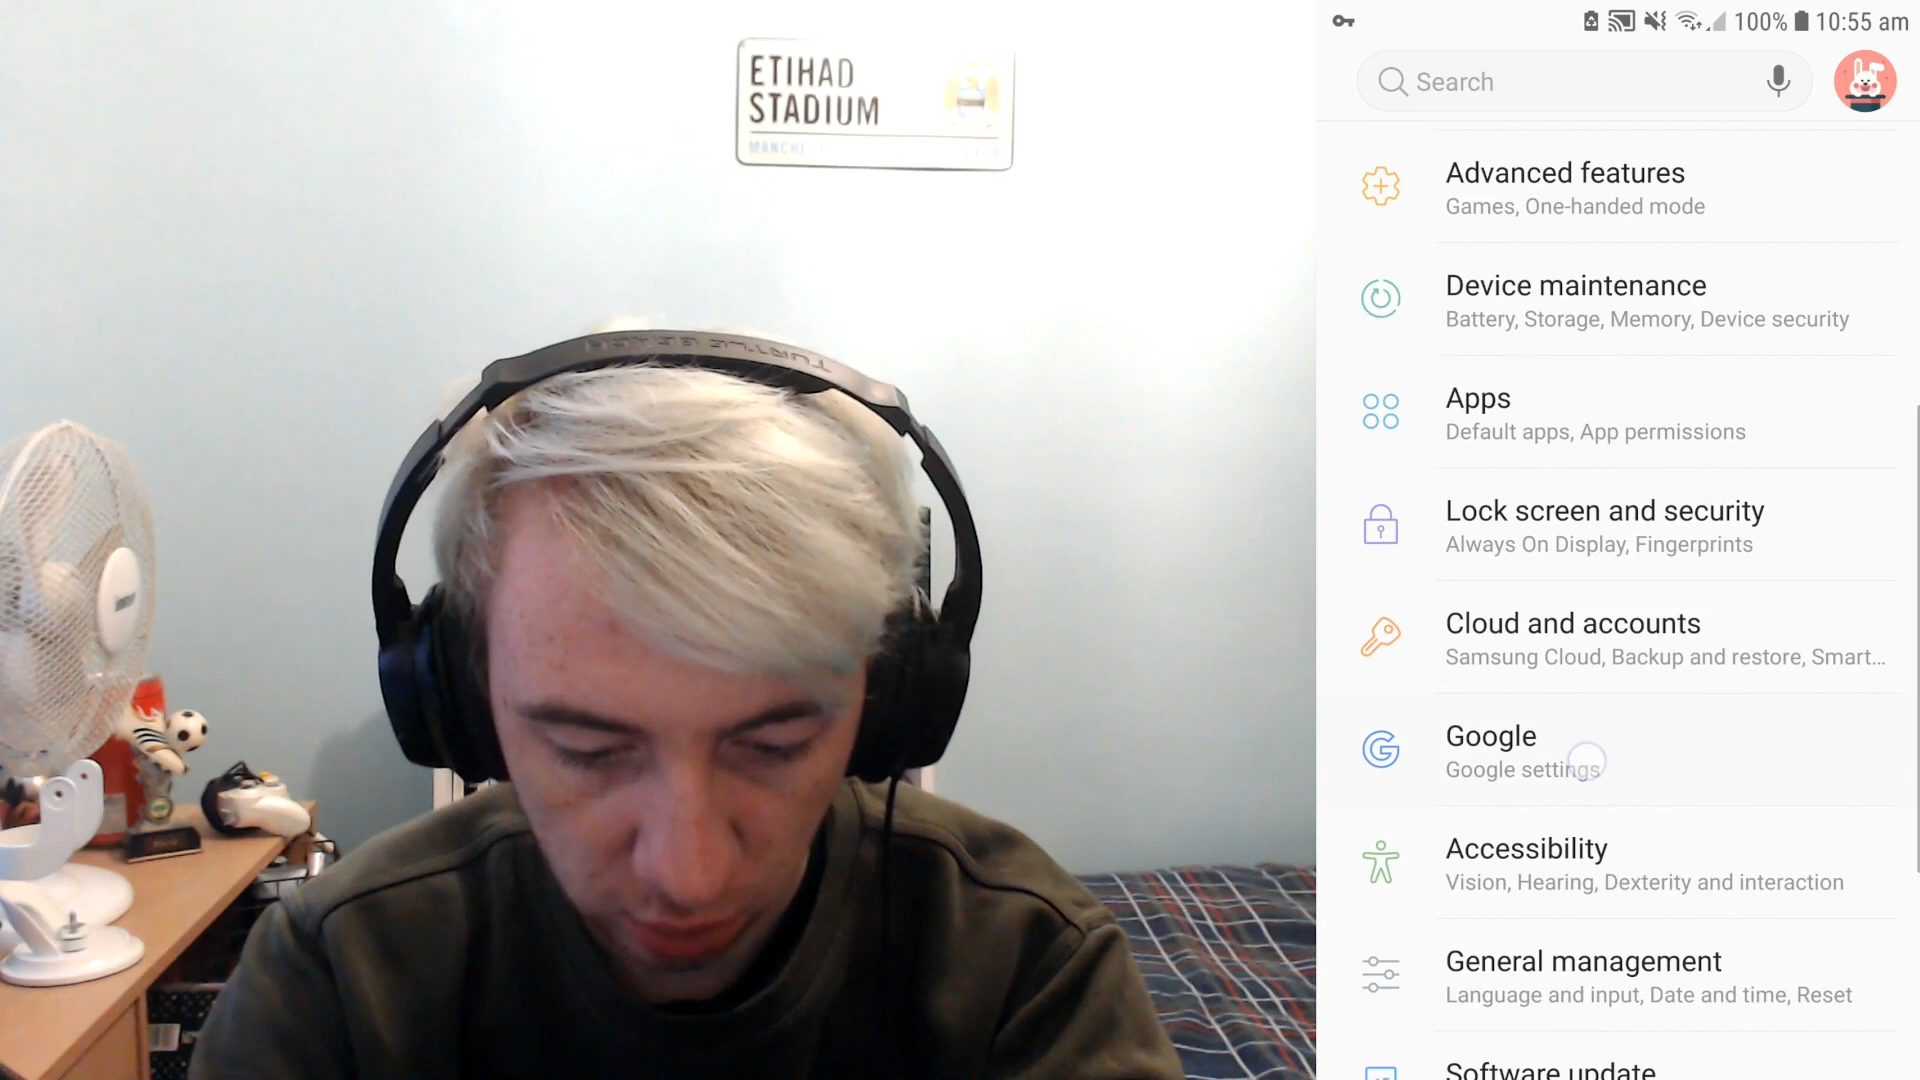 ETIHAD
STADIUM
100% 10:55 am
Search
Advanced features
Games, One-handed mode
Device maintenance
Battery, Storage, Memory, Device security
Apps
Default apps, App permissions
Lock screen and security
Always On Display, Fingerprints
Cloud and accounts
Samsung Cloud, Backup and restore, Smart...
Google
Google settings
Accessibility
Vision, Hearing, Dexterity and interaction
General management
Language and input, Date and time, Reset
Software update